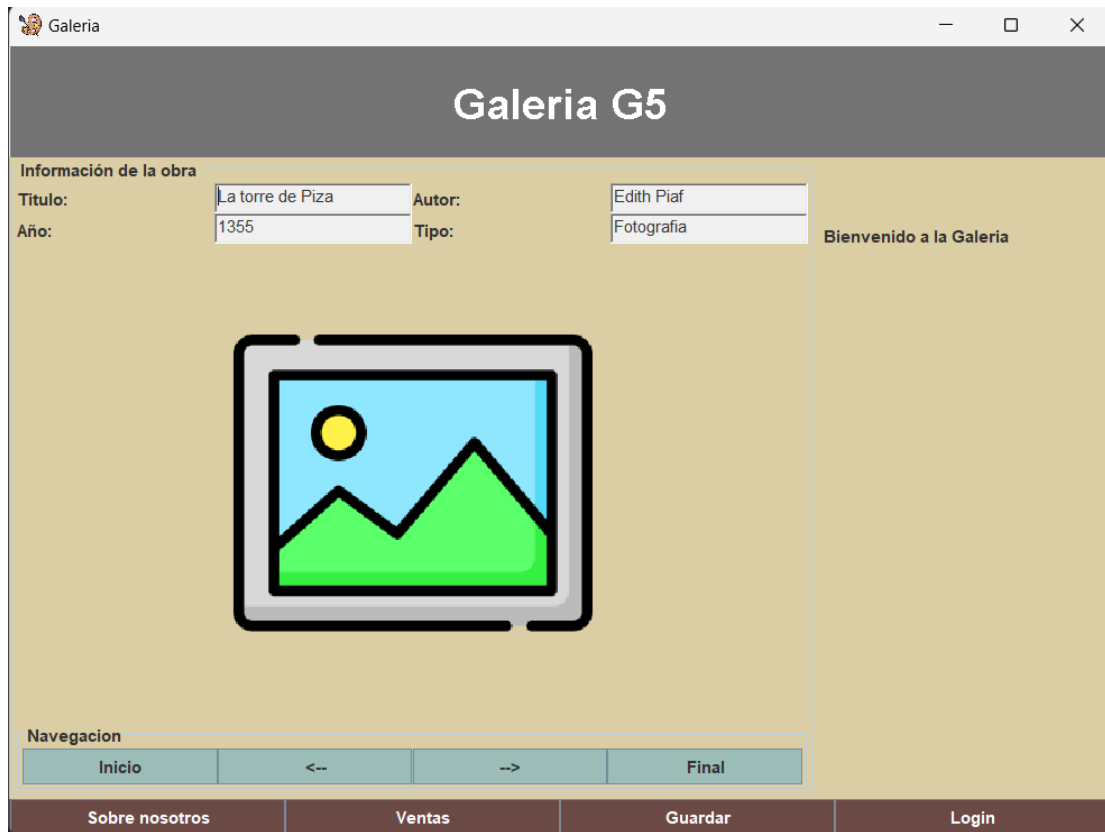 Galeria
Galeria G5
Información de la obra
Titulo: La torre de Piza Autor: Edith Piaf
Año: 1355 Tipo: Fotografia
Bienvenido a la Galeria
Navegacion
Inicio <-- --> Final
Sobre nosotros Ventas Guardar Login